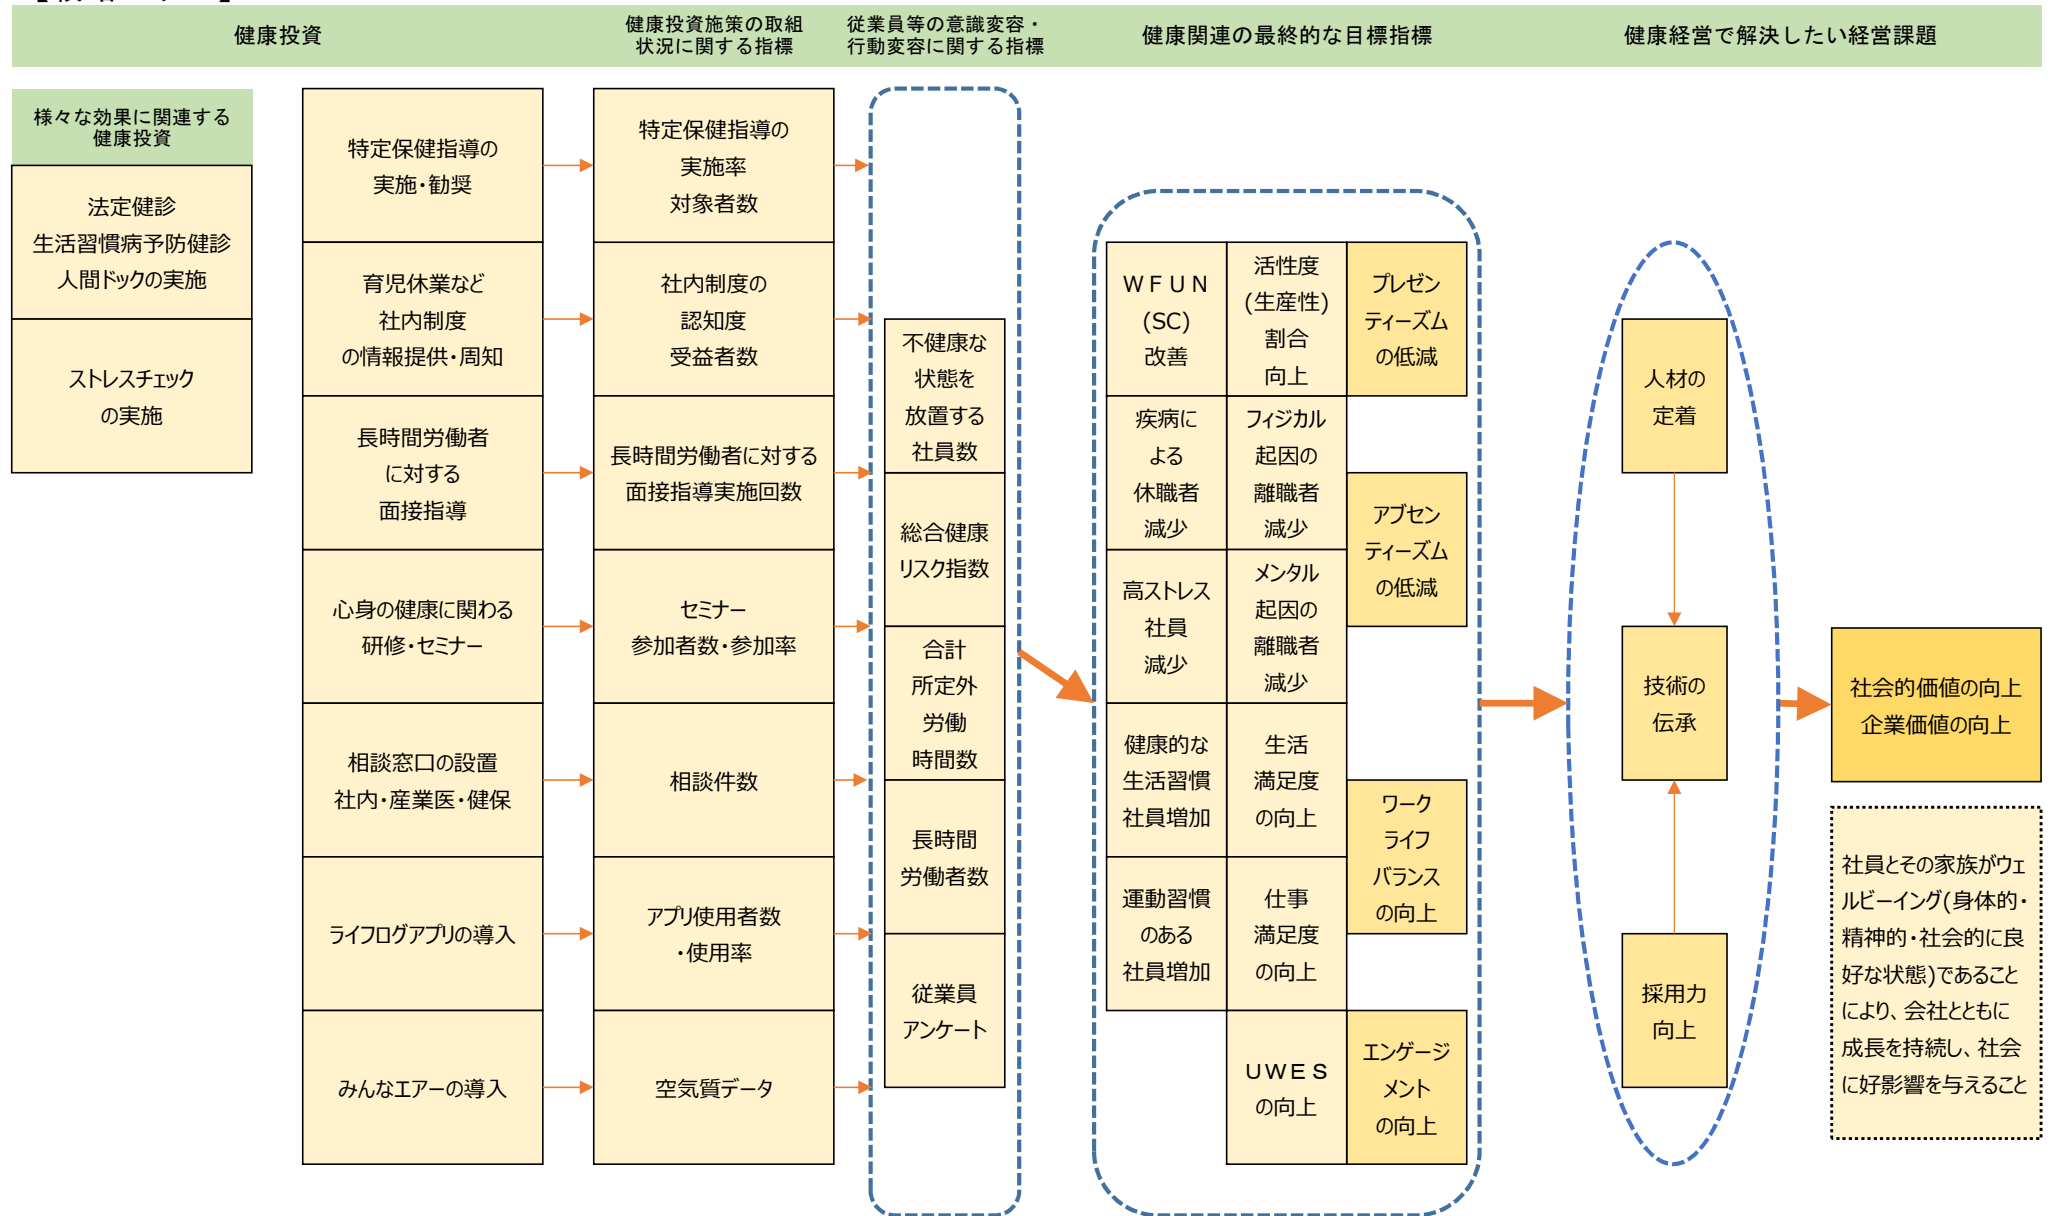 健康投資
健康投資施策の取組
状況に関する指標
従業員等の意識変容・
行動変容に関する指標
健康関連の最終的な目標指標
健康経営で解決したい経営課題
様々な効果に関連する
健康投資
法定健診
生活習慣病予防健診
人間ドックの実施
ストレスチェック
の実施
特定保健指導の
実施・勧奨
育児休業など
社内制度
の情報提供・周知
長時間労働者
に対する
面接指導
心身の健康に関わる
研修・セミナー
相談窓口の設置
社内・産業医・健保
ライフログアプリの導入
みんなエアーの導入
特定保健指導の
実施率
対象者数
社内制度の
認知度
受益者数
長時間労働者に対する
面接指導実施回数
セミナー
参加者数・参加率
相談件数
アプリ使用者数
・使用率
空気質データ
不健康な
状態を
放置する
社員数
総合健康
リスク指数
合計
所定外
労働
時間数
長時間
労働者数
従業員
アンケート
WFUN
(SC)
改善
疾病に
よる
休職者
減少
高ストレス
社員
減少
健康的な
生活習慣
社員増加
運動習慣
のある
社員増加
活性度
(生産性)
割合
向上
フィジカル
起因の
離職者
減少
メンタル
起因の
離職者
減少
生活
満足度
の向上
仕事
満足度
の向上
UWES
の向上
プレゼン
ティーズム
の低減
アブセン
ティーズム
の低減
ワーク
ライフ
バランス
の向上
エンゲージ
メント
の向上
人材の
定着
技術の
伝承
採用力
向上
社会的価値の向上
企業価値の向上
社員とその家族がウェ
ルビーイング(身体的・
精神的・社会的に良
好な状態)であること
により、会社とともに
成長を持続し、社会
に好影響を与えること